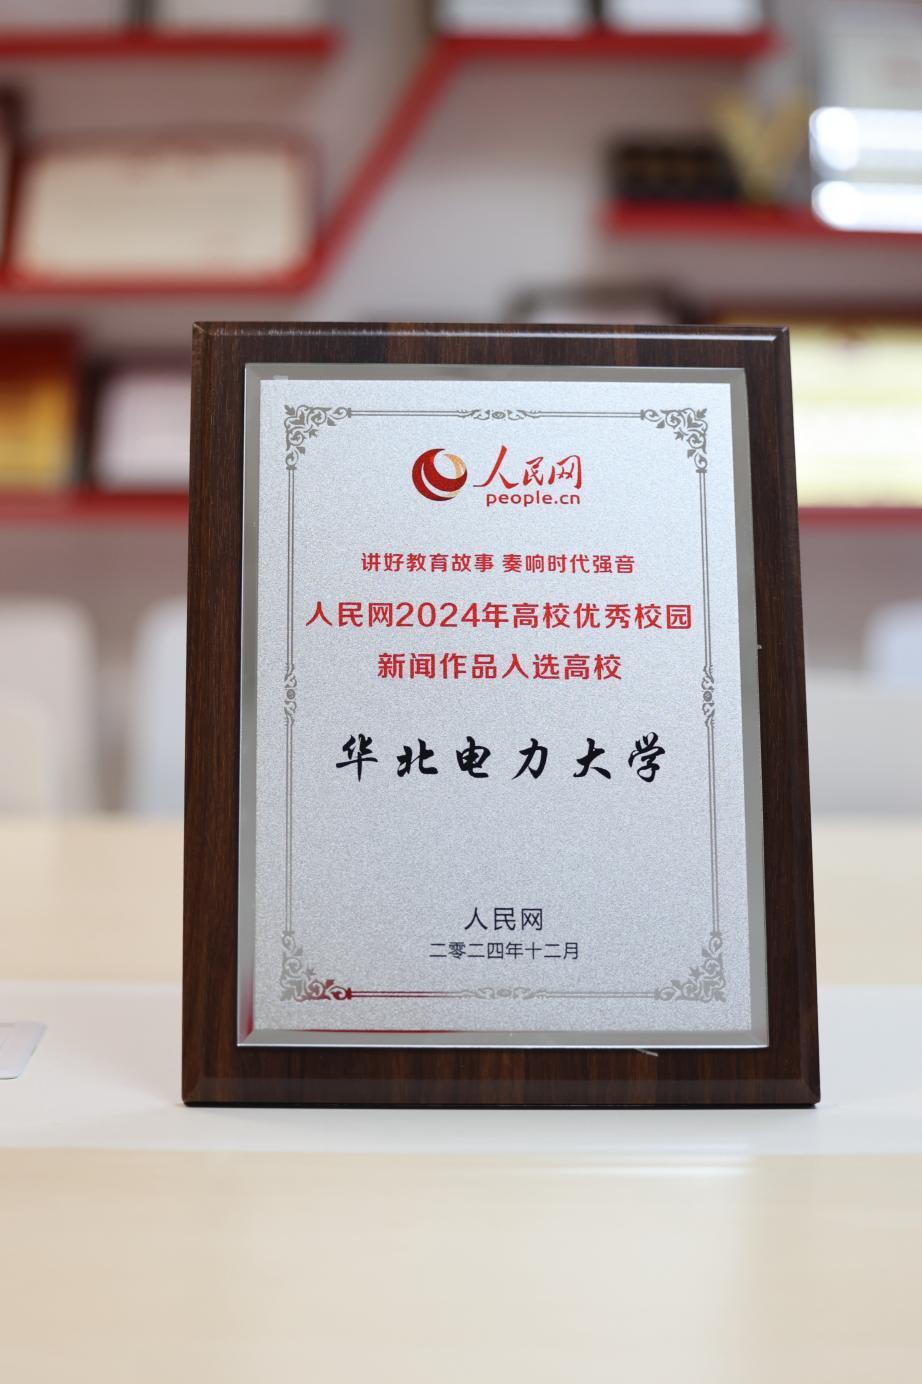 人民网
people.cn
讲好教育故事 奏响时代强音
人民网2024年高校优秀校园
新闻作品入选高校
华北电力大学
人民网
二零二四年十二月